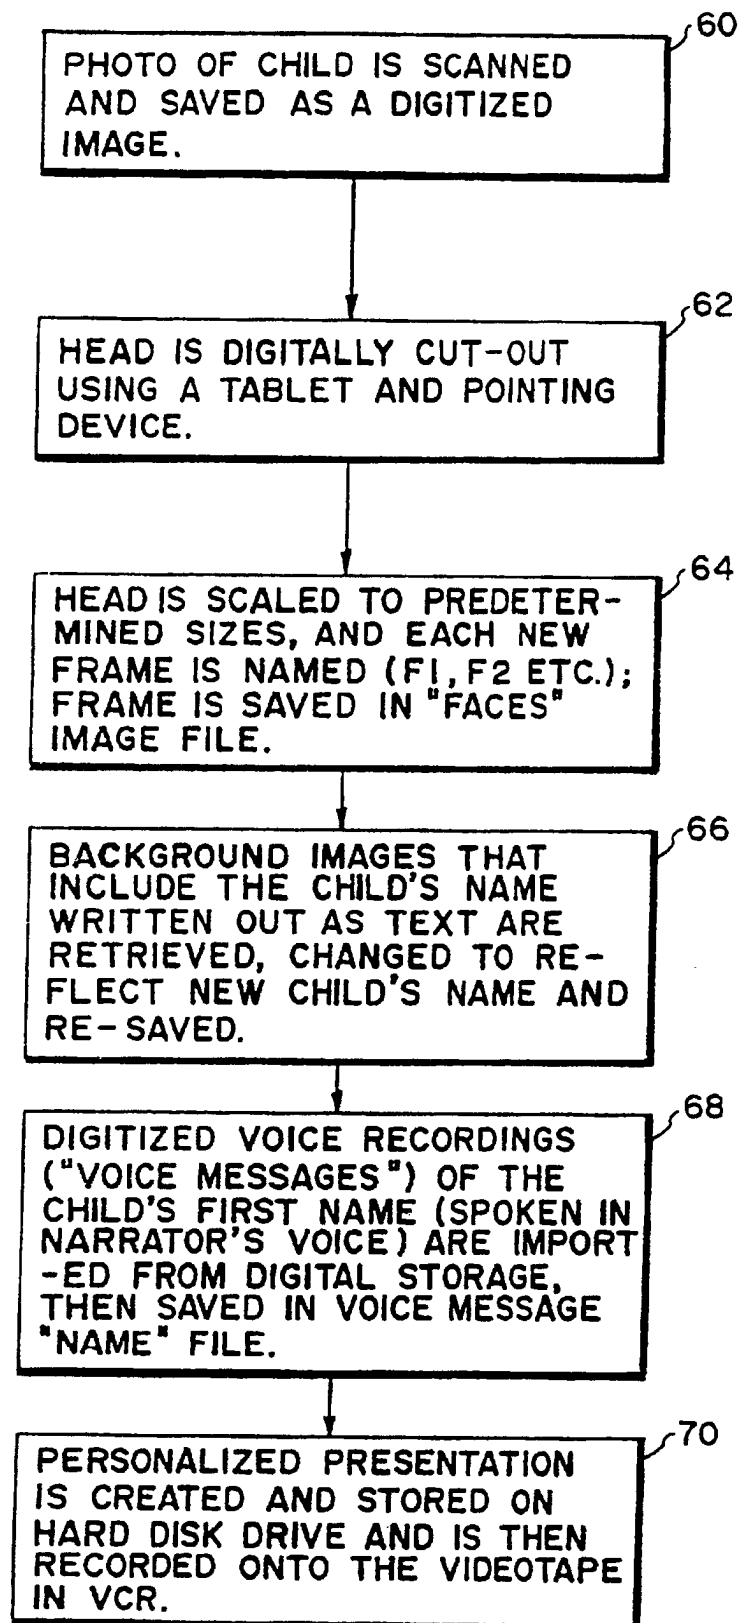 60
PHOTO OF CHILD IS SCANNED
AND SAVED AS A DIGITIZED
IMAGE.
62
HEAD IS DIGITALLY CUT-OUT
USING A TABLET AND POINTING
DEVICE.
64
HEAD IS SCALED TO PREDETER-
MINED SIZES, AND EACH NEW
FRAME IS NAMED (F1, F2 ETC.);
FRAME IS SAVED IN "FACES"
IMAGE FILE.
66
BACKGROUND IMAGES THAT
INCLUDE THE CHILD'S NAME
WRITTEN OUT AS TEXT ARE
RETRIEVED, CHANGED TO RE-
FLECT NEW CHILD'S NAME AND
RE-SAVED.
68
DIGITIZED VOICE RECORDINGS
("VOICE MESSAGES") OF THE
CHILD'S FIRST NAME (SPOKEN IN
NARRATOR'S VOICE) ARE IMPORT
-ED FROM DIGITAL STORAGE,
THEN SAVED IN VOICE MESSAGE
"NAME" FILE.
70
PERSONALIZED PRESENTATION
IS CREATED AND STORED ON
HARD DISK DRIVE AND IS THEN
RECORDED ONTO THE VIDEOTAPE
IN VCR.